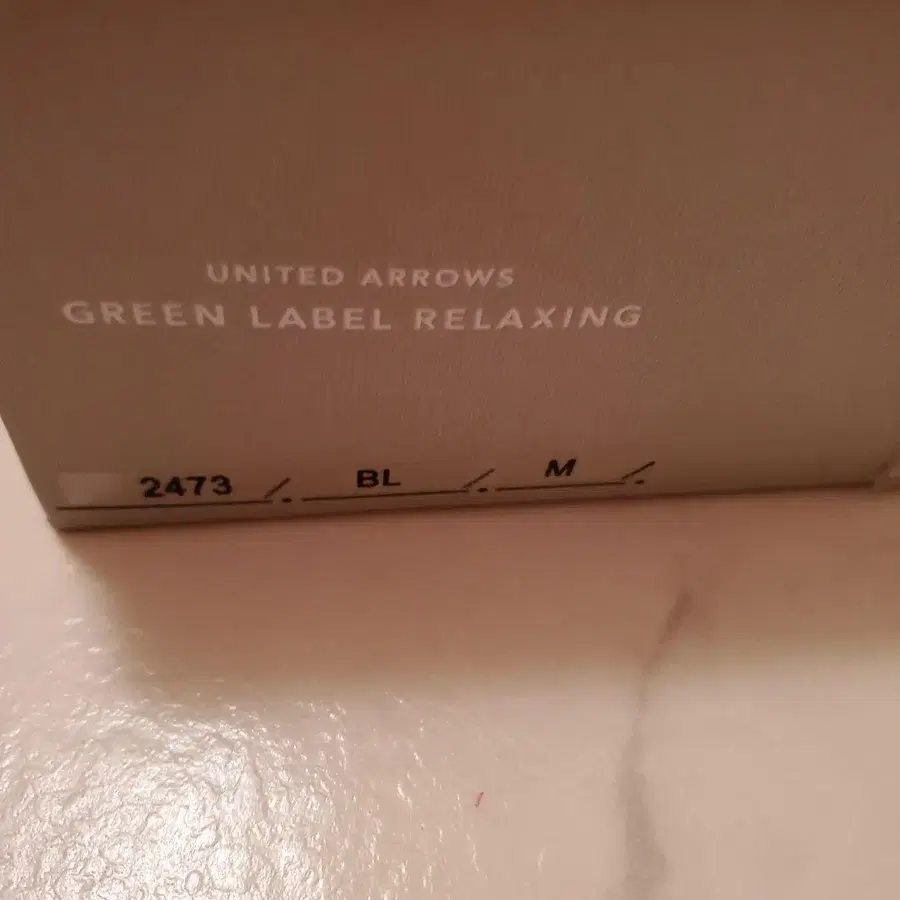 UNITED ARROWS
GREEN LABEL RELAXING
2473 BL M